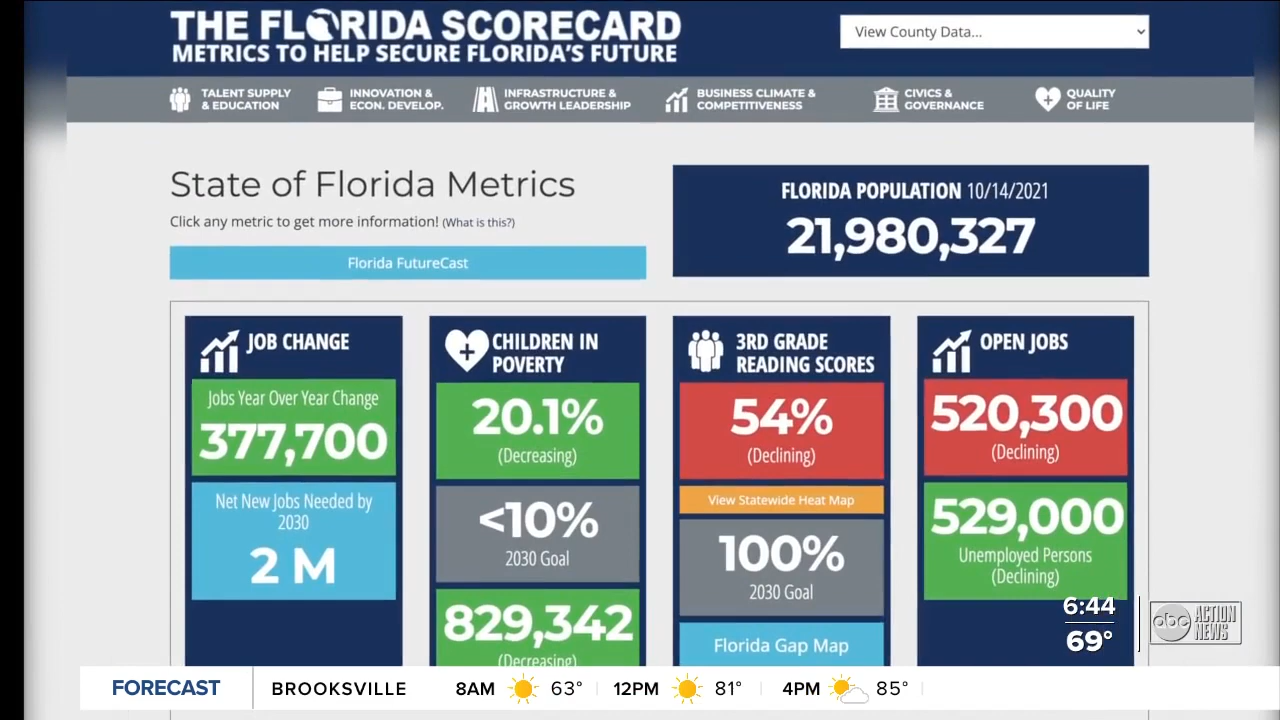 THE FLORIDA SCORECARD
METRICS TO HELP SECURE FLORIDA'S FUTURE
View County Data...
TALENT SUPPLY
& EDUCATION
INNOVATION &
ECON. DEVELOP.
INFRASTRUCTURE &
GROWTH LEADERSHIP
BUSINESS CLIMATE &
COMPETITIVENESS
CIVICS &
GOVERNANCE
QUALITY
OF LIFE
State of Florida Metrics
Click any metric to get more information! (What is this?)
Florida FutureCast
FLORIDA POPULATION 10/14/2021
21,980,327
JOB CHANGE
Jobs Year Over Year Change
377,700
Net New Jobs Needed by
2030
2 M
CHILDREN IN
POVERTY
20.1%
(Decreasing)
<10%
2030 Goal
829,342
(Decreasing)
3RD GRADE
READING SCORES
54%
(Declining)
View Statewide Heat Map
100%
2030 Goal
Florida Gap Map
OPEN JOBS
520,300
(Declining)
529,000
Unemployed Persons
(Declining)
6:44
69°
abc
ACTION
NEWS
FORECAST
BROOKSVILLE 8AM 63° 12PM 81° 4PM 85°